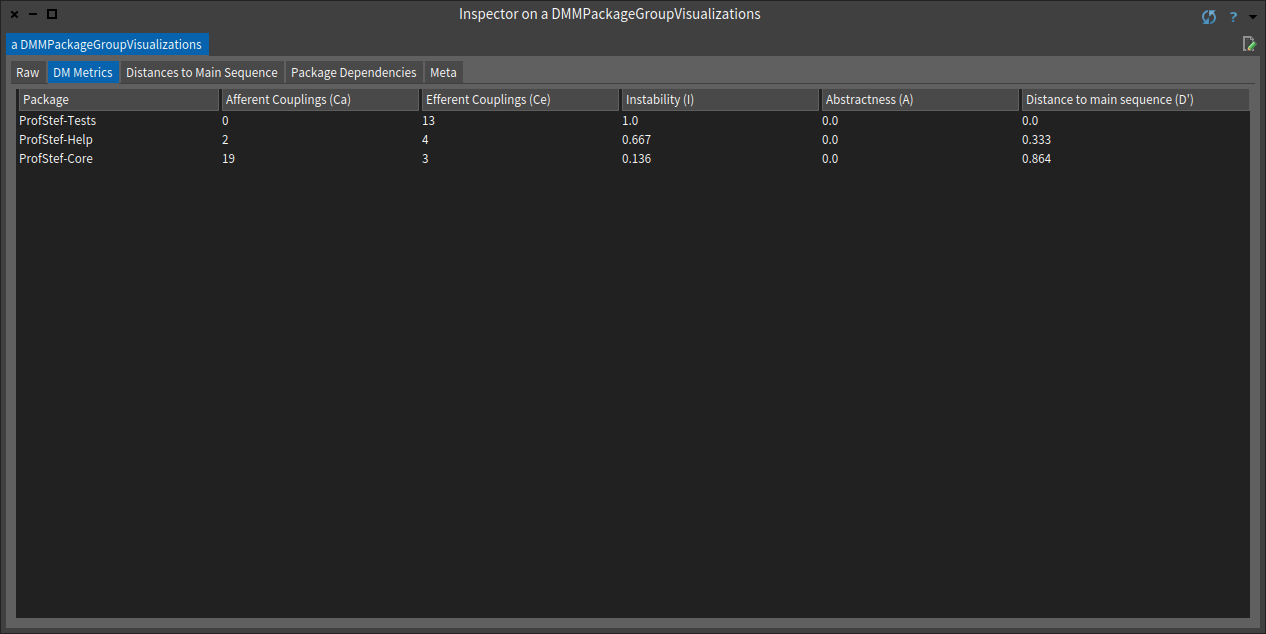 Inspector on a DMMPackageGroupVisualizations
?
a DMMPackageGroupVisualizations
Raw DM Metrics Distances to Main Sequence Package Dependencies Meta
Package Afferent Couplings (Ca) Efferent Couplings (Ce) Instability (I) Abstractness (A) Distance to main sequence (D')
ProfStef-Tests 0 13 1.0 0.0 0.0
ProfStef-Help 2 4 0.667 0.0 0.333
ProfStef-Core 19 3 0.136 0.0 0.864